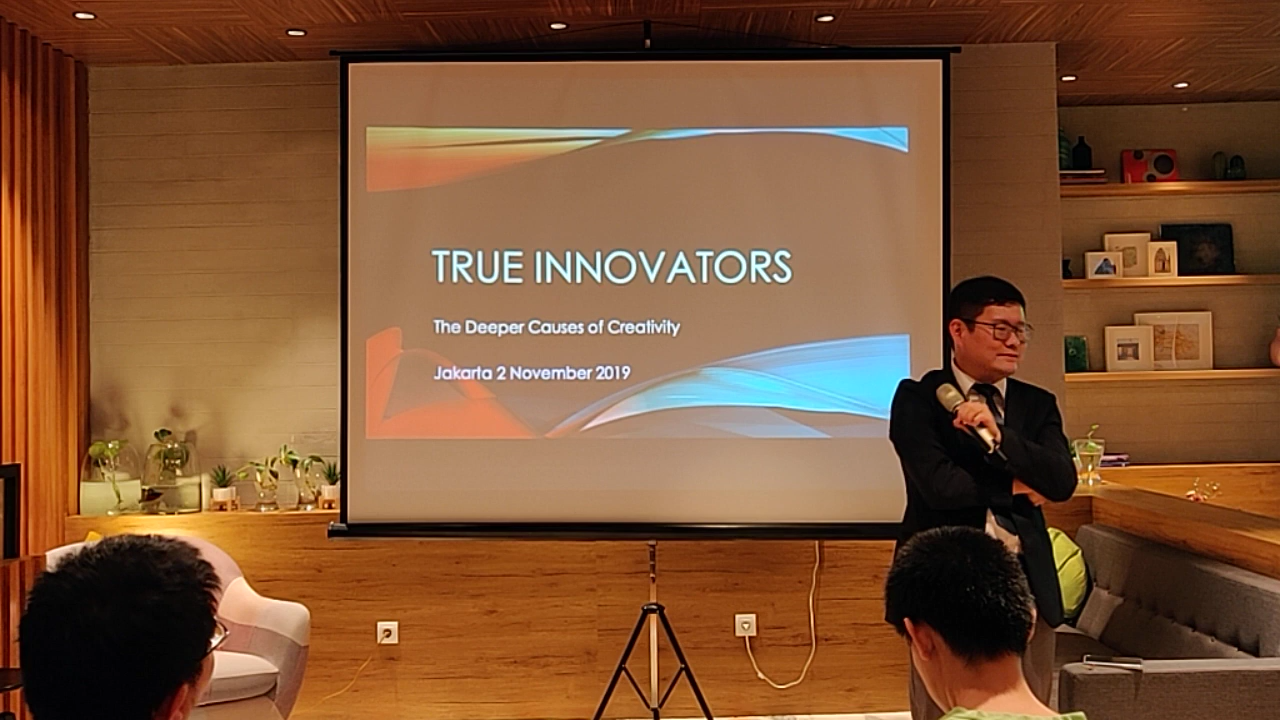 TRUE INNOVATORS
The Deeper Causes of Creativity
Jakarta 2 November 2019